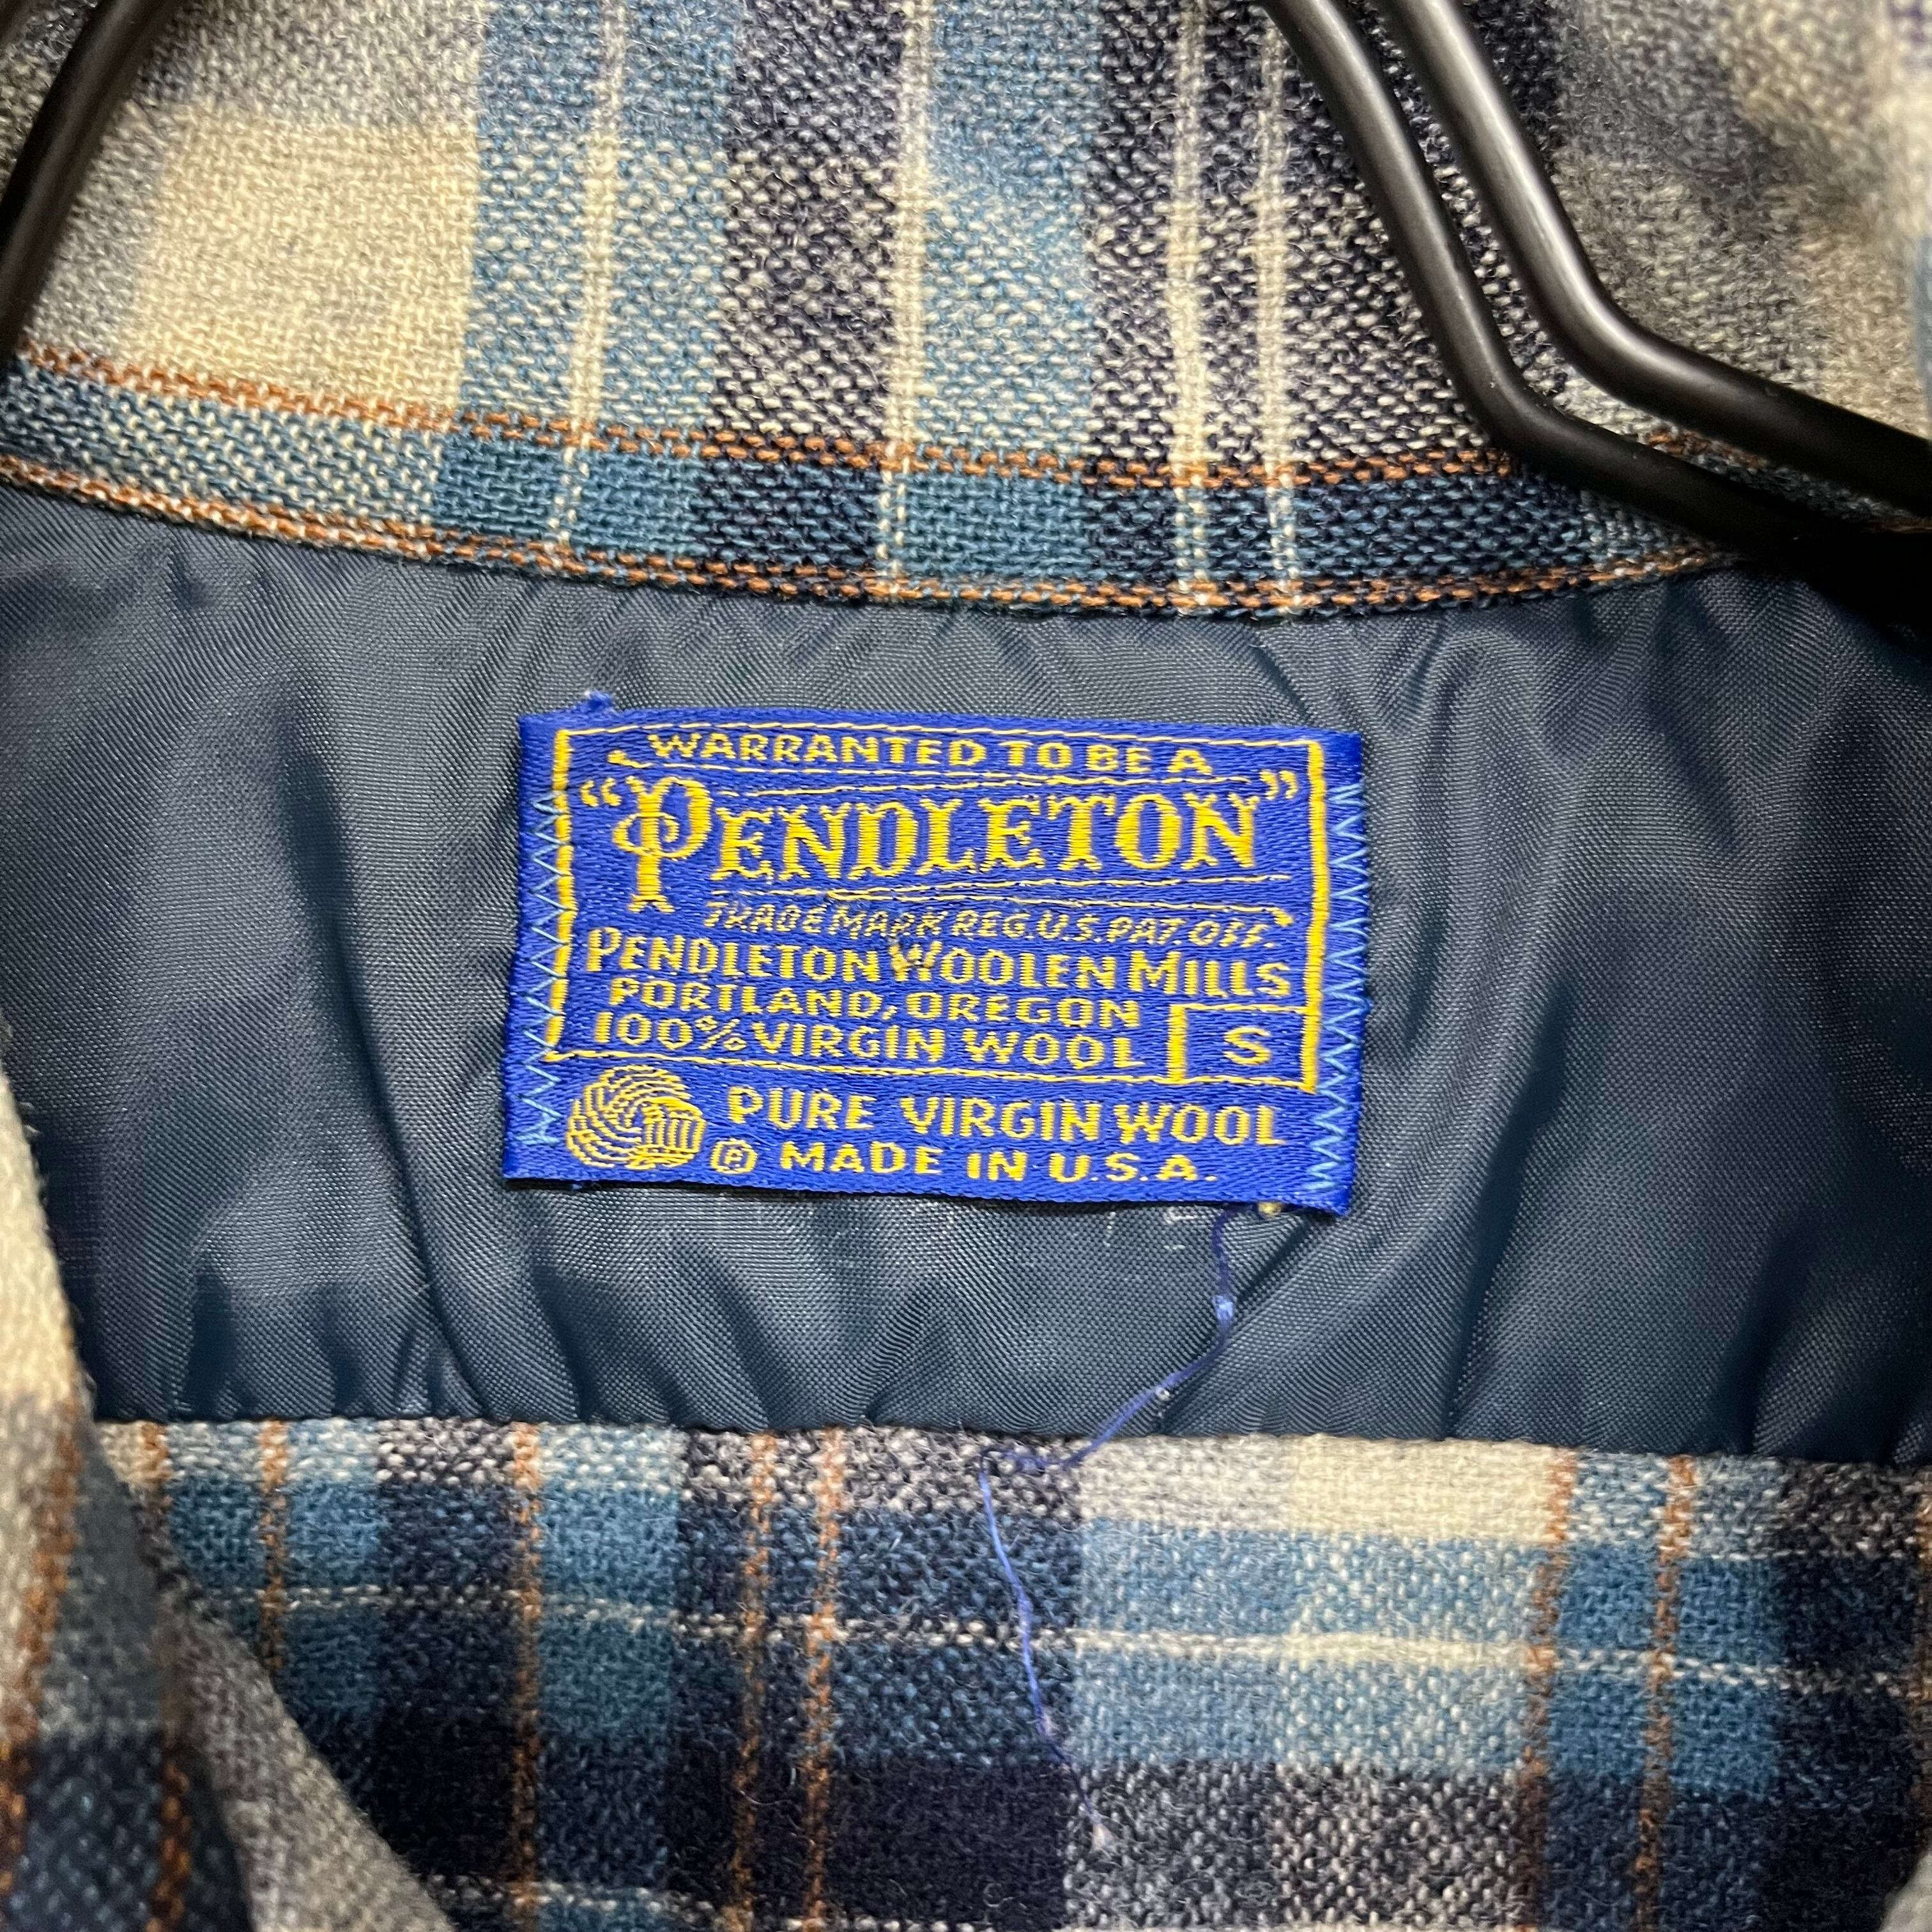 WARRANTED TO BE A
"PENDLETON"
TRADE MARK REG. U.S. PAT. OFF.
PENDLETON WOOLEN MILLS
PORTLAND, OREGON
100% VIRGIN WOOL S
PURE VIRGIN WOOL
® MADE IN U.S.A.